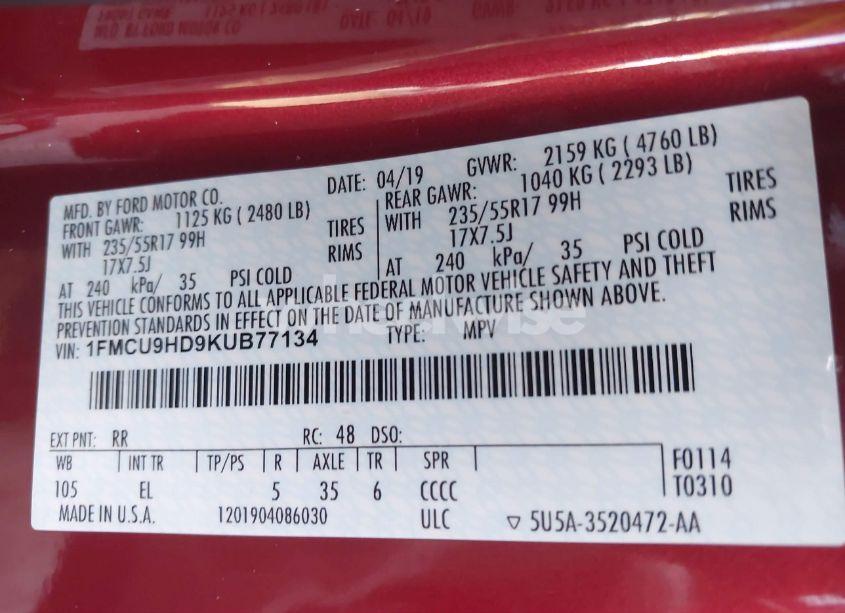 MFD. BY FORD MOTOR CO.
DATE: 04/19 GVWR: 2159 KG ( 4760 LB)
FRONT GAWR: 1125 KG ( 2480 LB)
WITH 235/55R17 99H TIRES
17X7.5J RIMS
AT 240 kPa/ 35 PSI COLD
REAR GAWR: 1040 KG ( 2293 LB)
WITH 235/55R17 99H TIRES
17X7.5J RIMS
AT 240 kPa/ 35 PSI COLD
THIS VEHICLE CONFORMS TO ALL APPLICABLE FEDERAL MOTOR VEHICLE SAFETY AND THEFT
PREVENTION STANDARDS IN EFFECT ON THE DATE OF MANUFACTURE SHOWN ABOVE.
VIN: 1FMCU9HD9KUB77134 TYPE: MPV
EXT PNT: RR RC: 48 DSO:
WB INT TR TP/PS R AXLE TR SPR F0114
105 EL 5 35 6 CCCC T0310
MADE IN U.S.A. 1201904086030 ULC ▽ 5U5A-3520472-AA